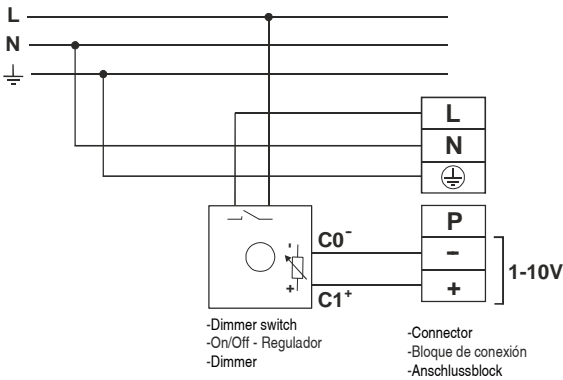 L
N
L
N
P
C0-
-
-
+
+
C1+
1-10V
-Dimmer switch
-On/Off - Regulador
-Dimmer
-Connector
-Bloque de conexión
-Anschlussblock